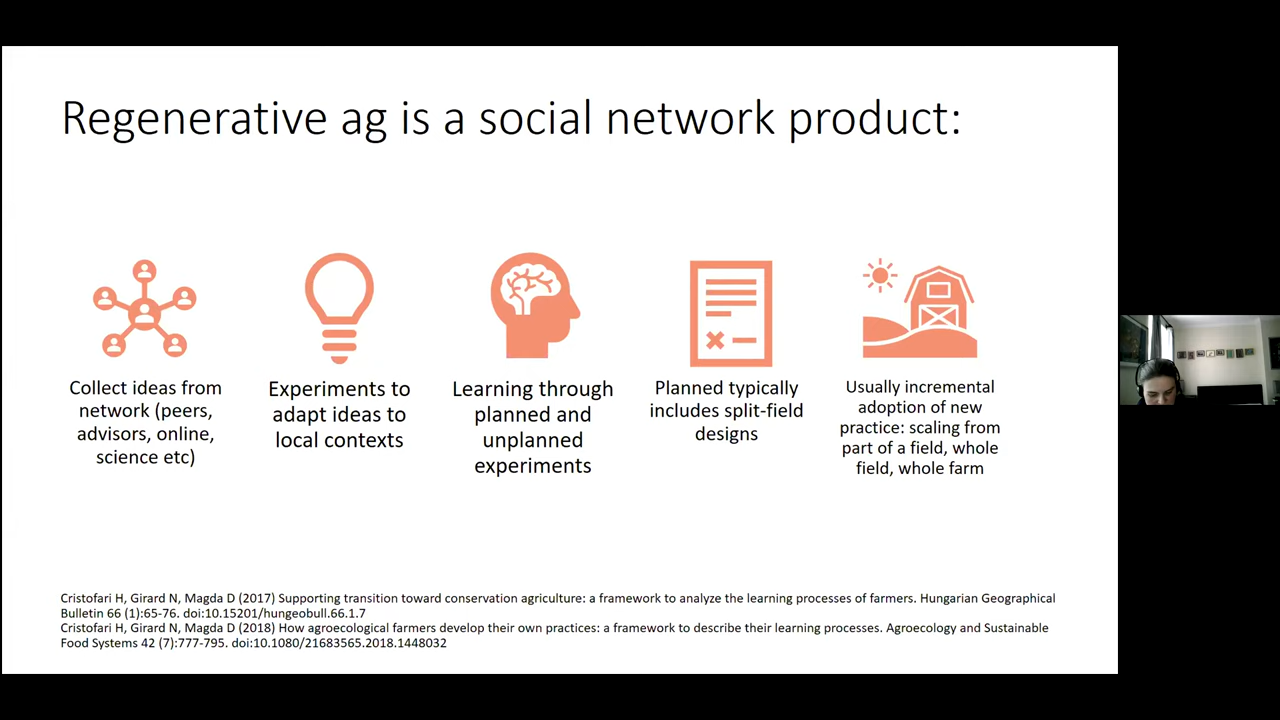 Regenerative ag is a social network product:
Collect ideas from
network (peers,
advisors, online,
science etc)
Experiments to
adapt ideas to
local contexts
Learning through
planned and
unplanned
experiments
Planned typically
includes split-field
designs
Usually incremental
adoption of new
practice: scaling from
part of a field, whole
field, whole farm
Cristofari H, Girard N, Magda D (2017) Supporting transition toward conservation agriculture: a framework to analyze the learning processes of farmers. Hungarian Geographical
Bulletin 66 (1):65-76. doi:10.15201/hungeobull.66.1.7
Cristofari H, Girard N, Magda D (2018) How agroecological farmers develop their own practices: a framework to describe their learning processes. Agroecology and Sustainable
Food Systems 42 (7):777-795. doi:10.1080/21683565.2018.1448032